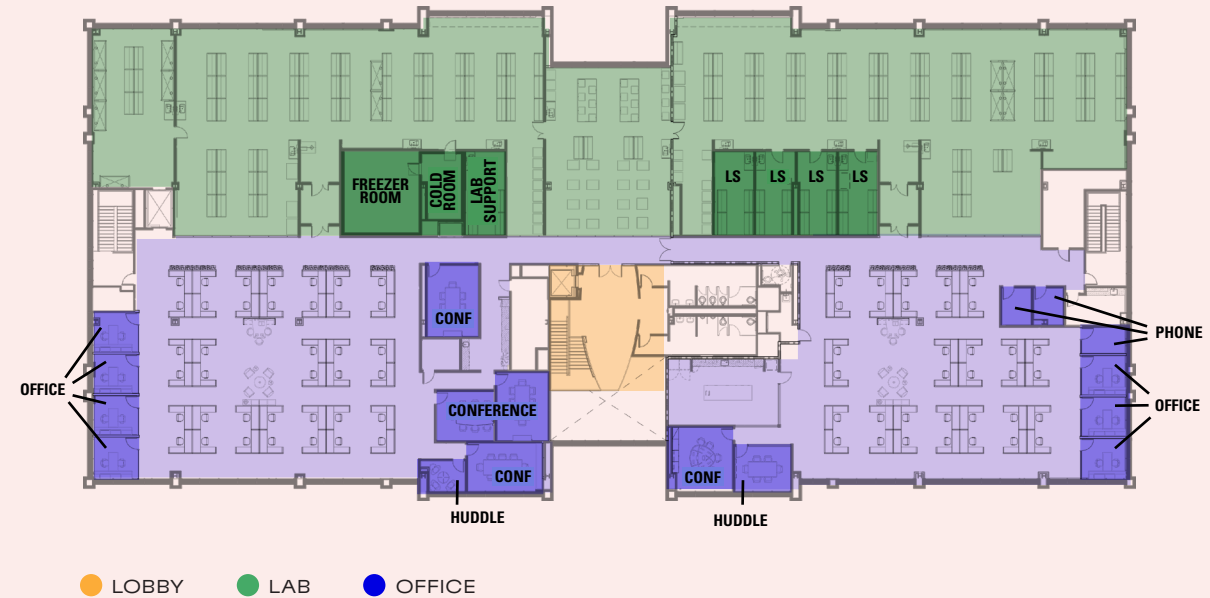 FREEZER
ROOM
COLD
ROOM
LAB
SUPPORT
LS
LS
LS
LS
CONF
PHONE
OFFICE
CONFERENCE
OFFICE
CONF
CONF
HUDDLE
HUDDLE
LOBBY
LAB
OFFICE